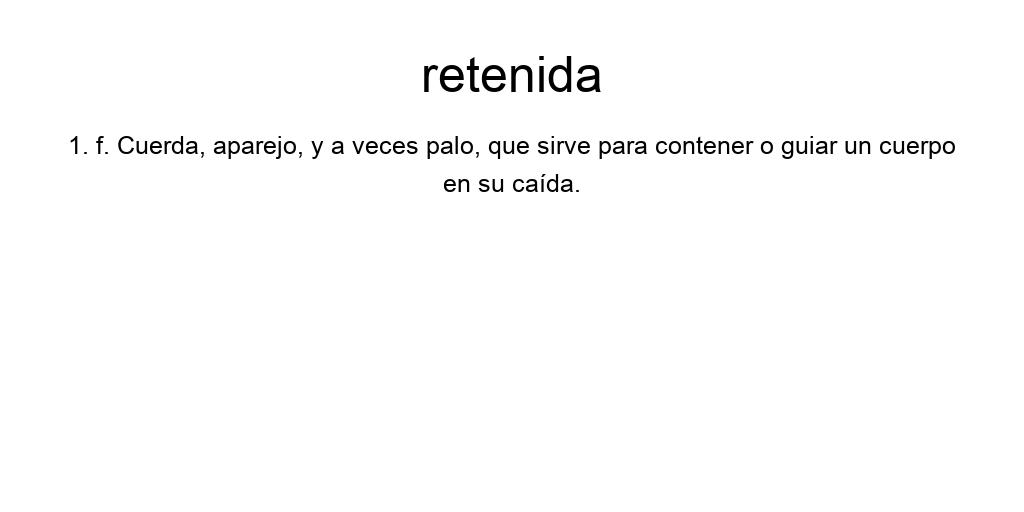 retenida
1. f. Cuerda, aparejo, y a veces palo, que sirve para contener o guiar un cuerpo
en su caída.